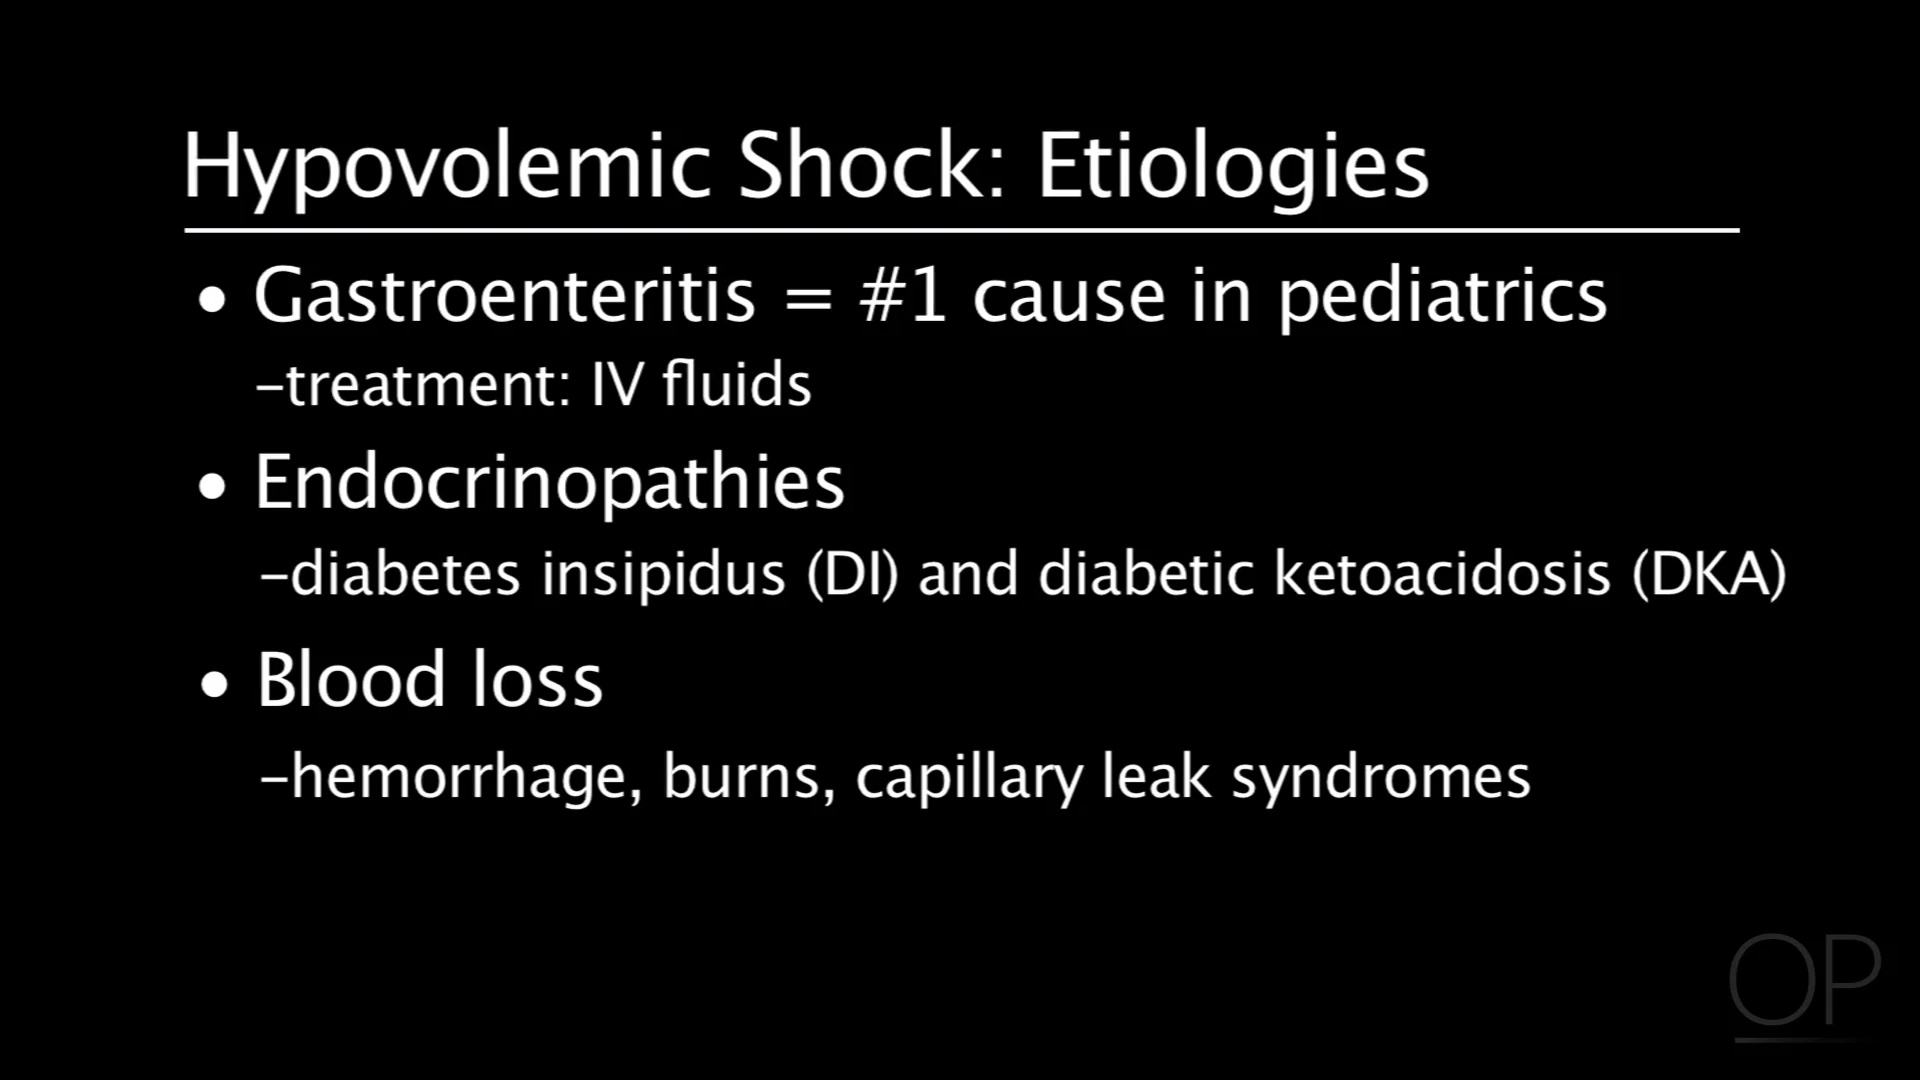 Hypovolemic Shock: Etiologies
• Gastroenteritis = #1 cause in pediatrics
–treatment: IV fluids
• Endocrinopathies
–diabetes insipidus (DI) and diabetic ketoacidosis (DKA)
• Blood loss
–hemorrhage, burns, capillary leak syndromes
OP